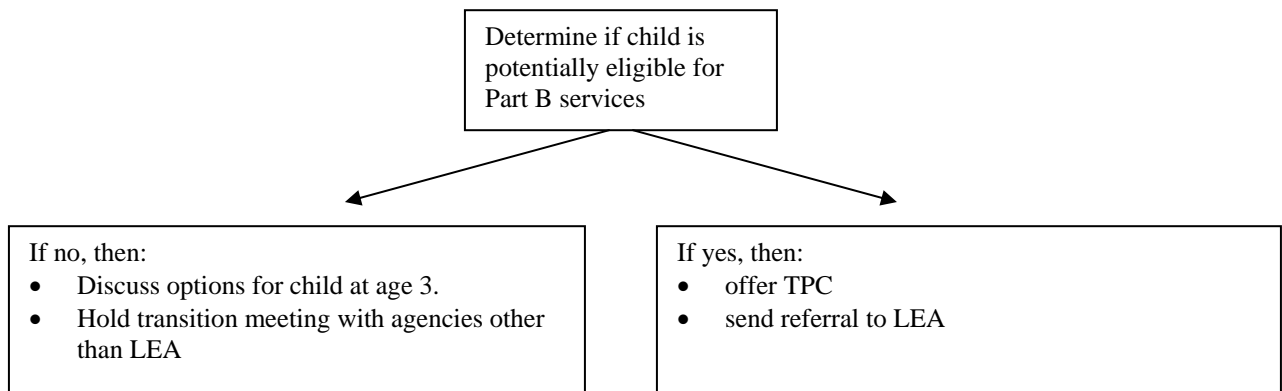 Determine if child is
potentially eligible for
Part B services
If no, then:
• Discuss options for child at age 3.
• Hold transition meeting with agencies other
than LEA
If yes, then:
• offer TPC
• send referral to LEA